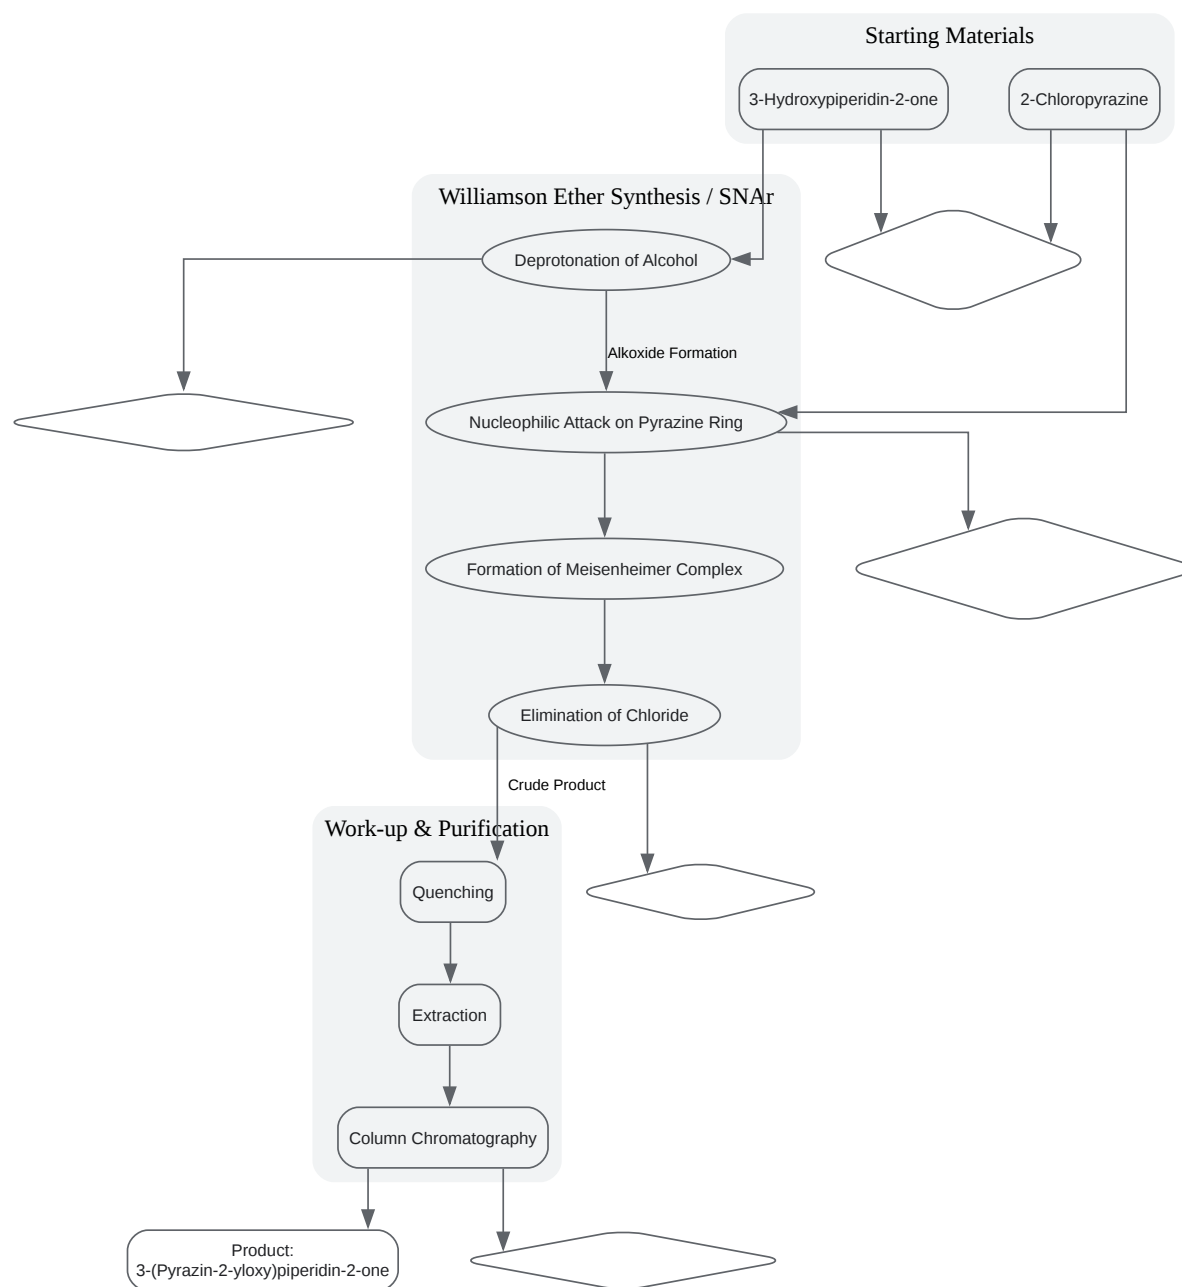 Starting Materials
3-Hydroxypiperidin-2-one
2-Chloropyrazine
Williamson Ether Synthesis / SNAr
Deprotonation of Alcohol
Alkoxide Formation
Nucleophilic Attack on Pyrazine Ring
Formation of Meisenheimer Complex
Elimination of Chloride
Crude Product
Work-up & Purification
Quenching
Extraction
Column Chromatography
Product:
3-(Pyrazin-2-yloxy)piperidin-2-one